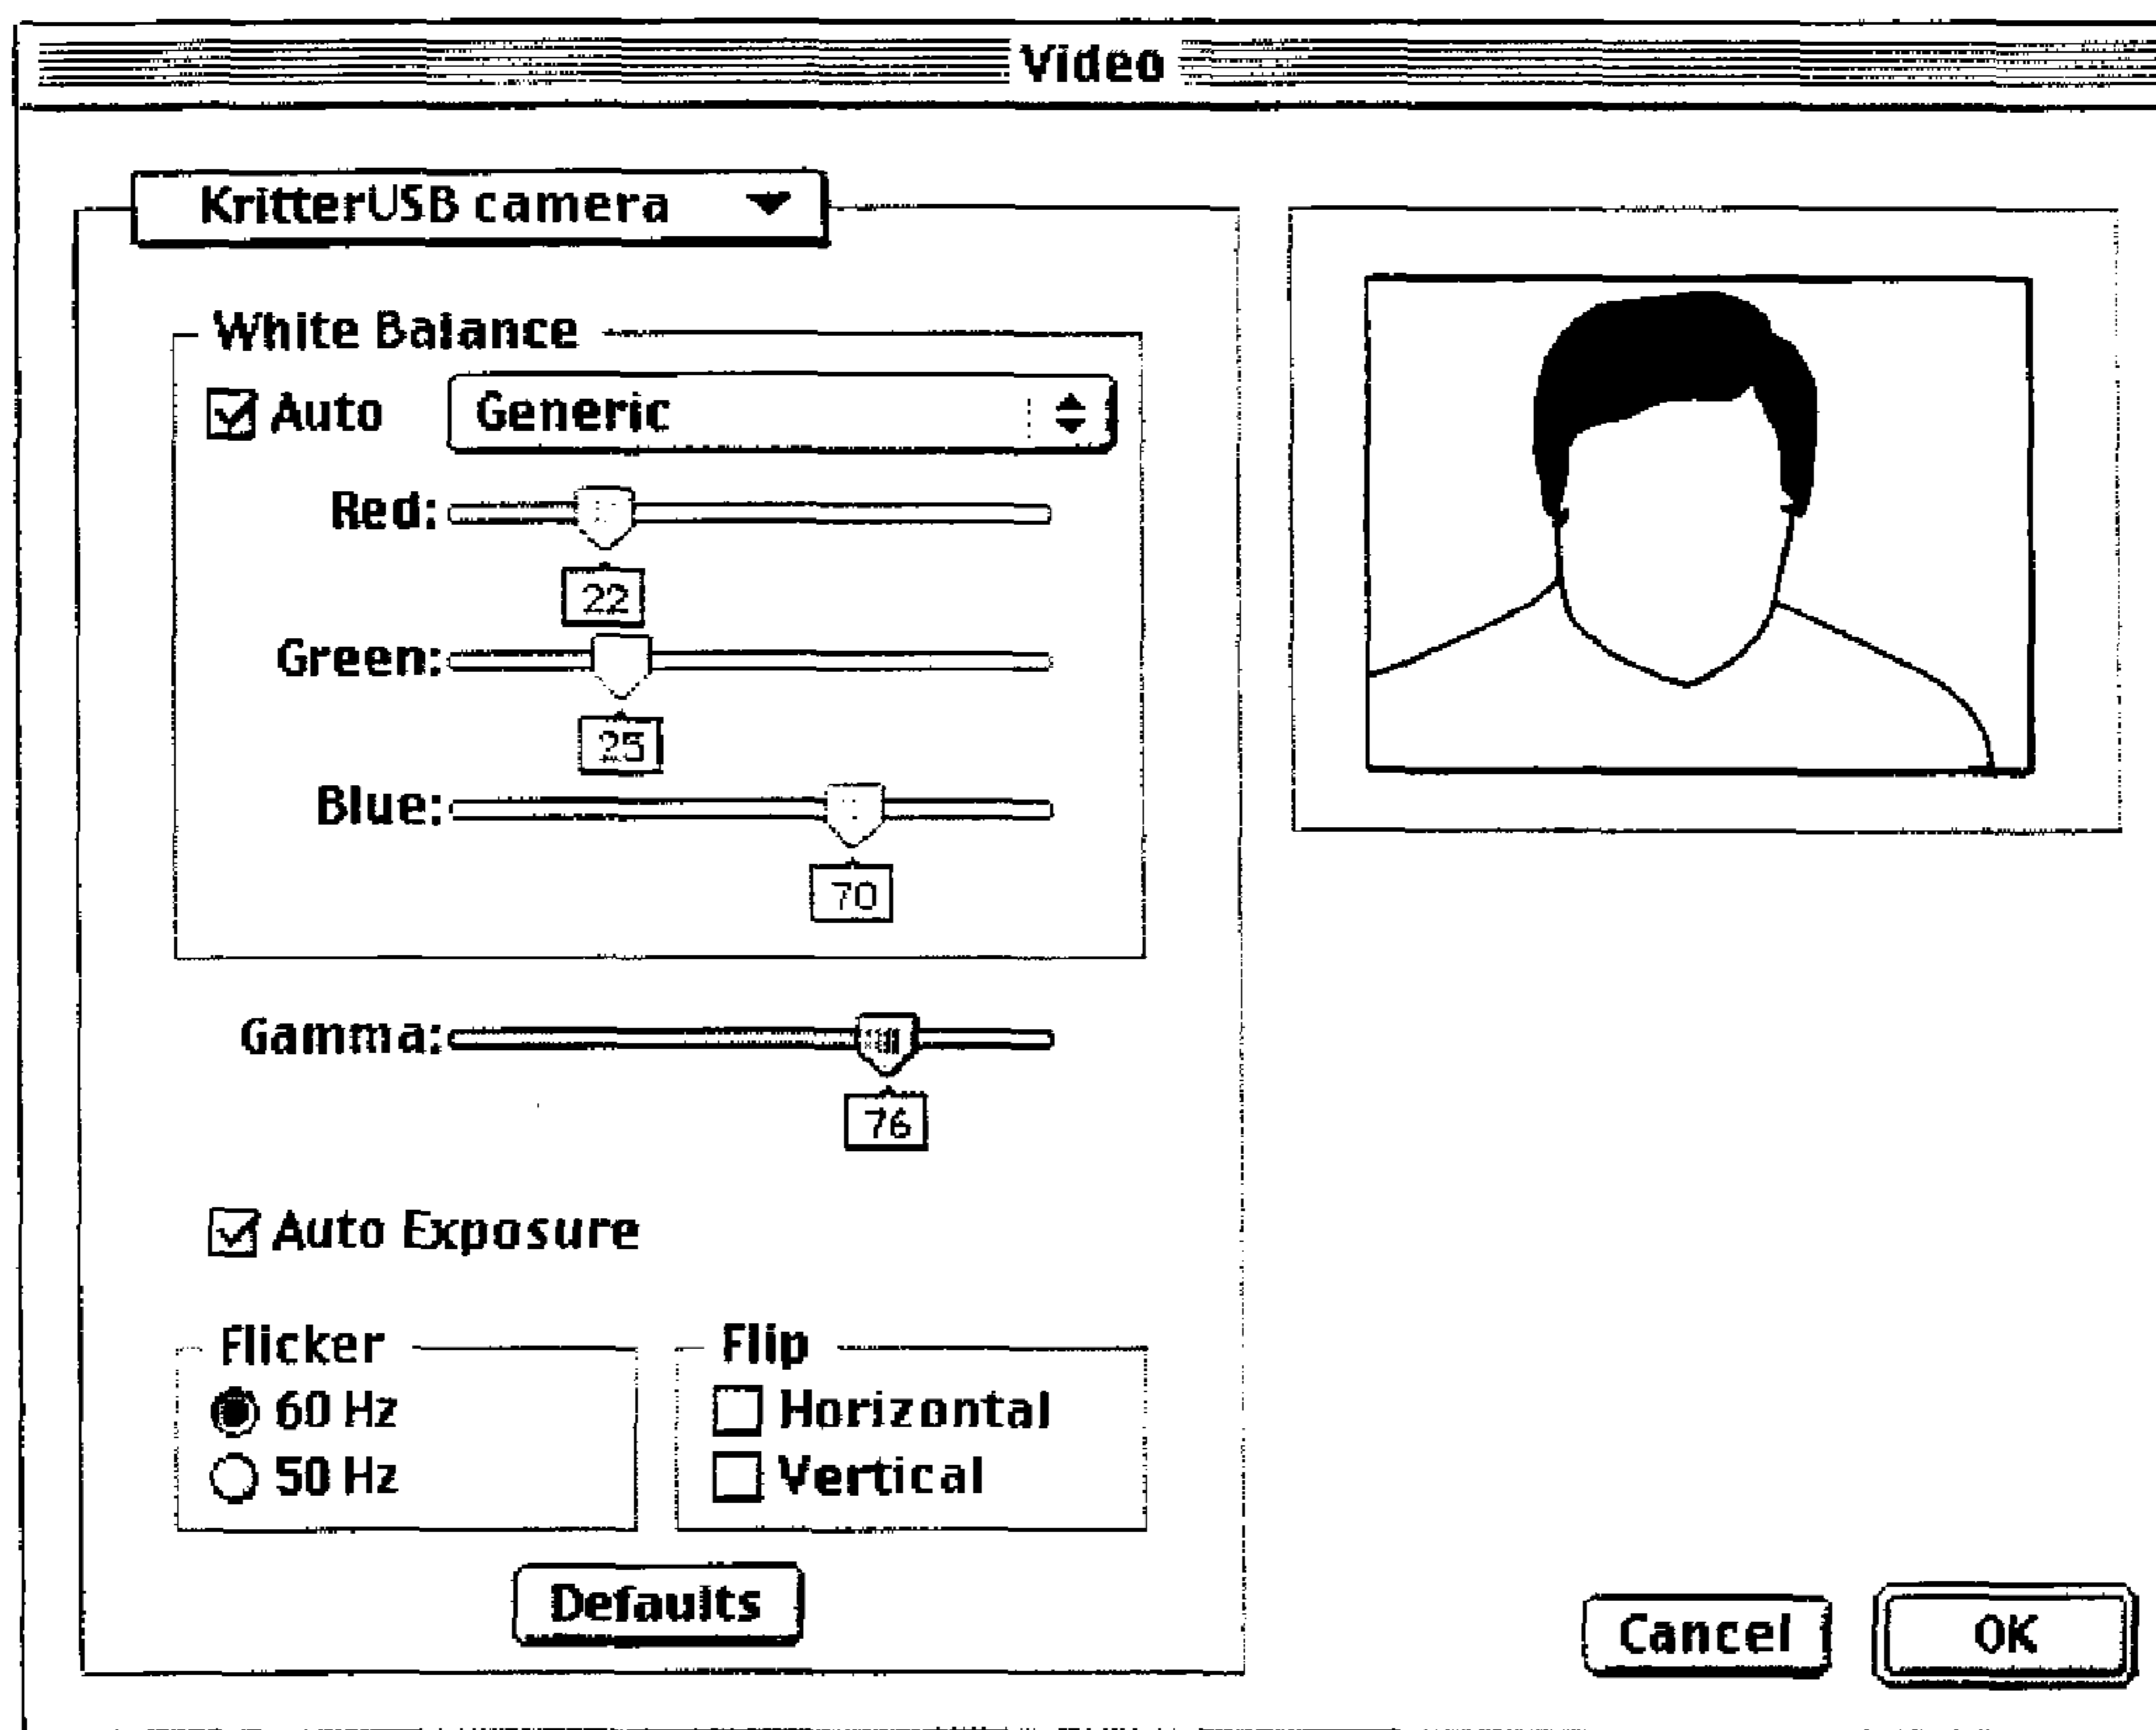 Video
KritterUSB camera
White Balance
Auto
Generic
Red:
22
Green:
25
Blue:
70
Gamma:
76
Auto Exposure
Flicker
60 Hz
50 Hz
Flip
Horizontal
Vertical
Defaults
Cancel
OK